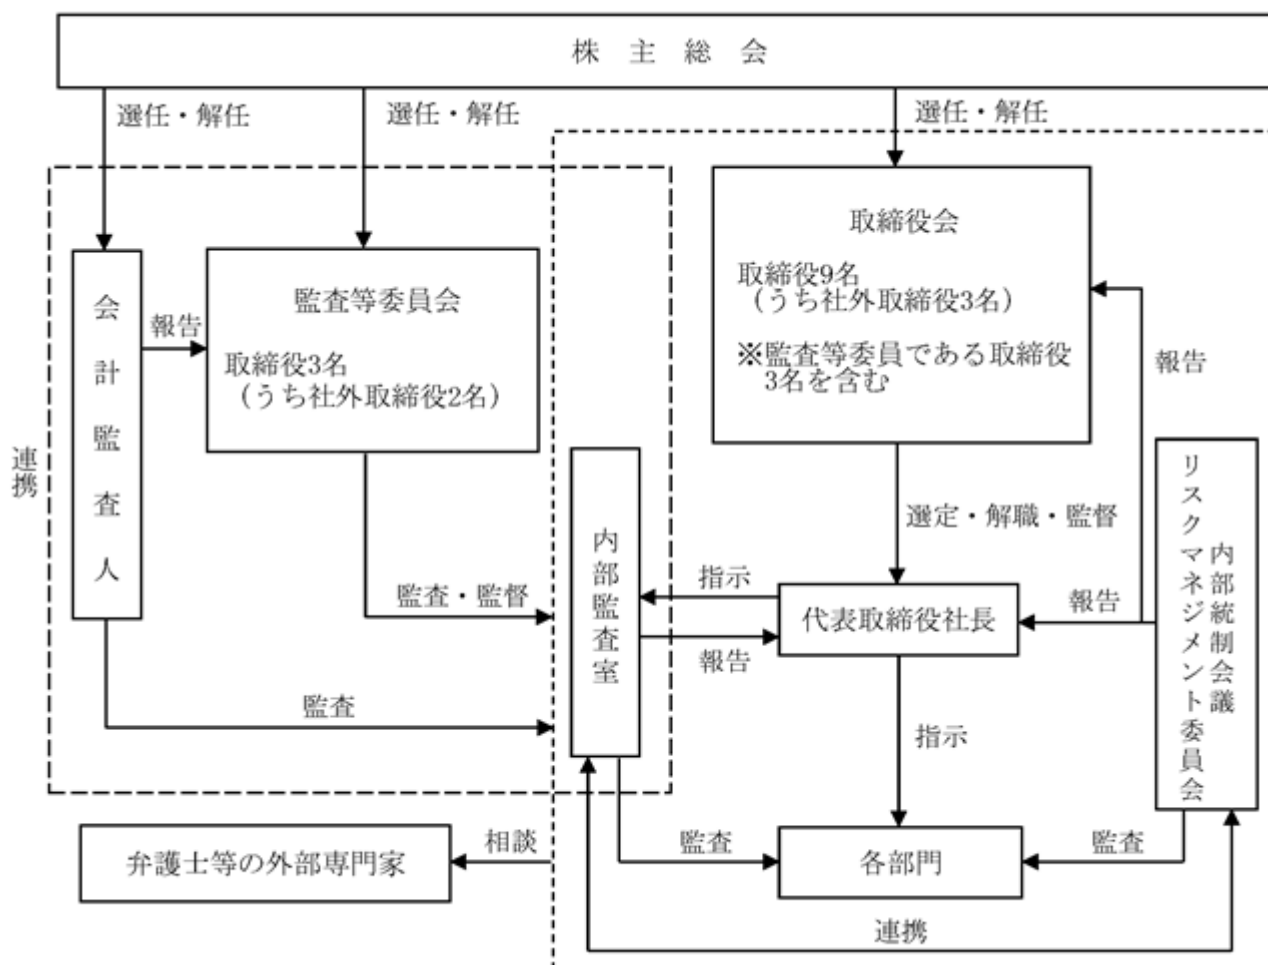 株主総会
選任・解任
選任・解任
選任・解任
取締役会
取締役9名
（うち社外取締役3名）
※監査等委員である取締役
3名を含む
会計監査人
報告
監査等委員会
取締役3名
（うち社外取締役2名）
報告
連携
選定・解職・監督
内部監査室
監査・監督
指示
報告
代表取締役社長
報告
内部統制会議
リスクマネジメント委員会
監査
指示
弁護士等の外部専門家
相談
監査
各部門
監査
連携